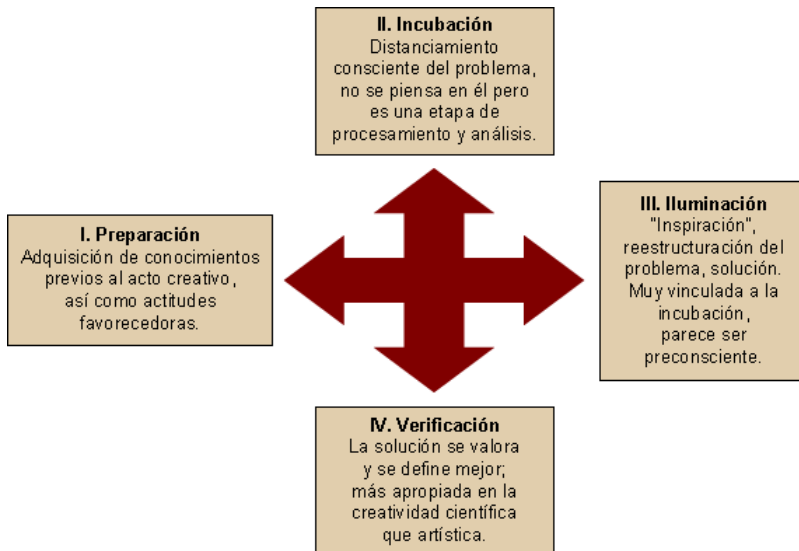 II. Incubación
Distanciamiento
consciente del problema,
no se piensa en él pero
es una etapa de
procesamiento y análisis.
I. Preparación
Adquisición de conocimientos
previos al acto creativo,
así como actitudes
favorecedoras.
III. Iluminación
"Inspiración",
reestructuración del
problema, solución.
Muy vinculada a la
incubación,
parece ser
preconsciente.
IV. Verificación
La solución se valora
y se define mejor;
más apropiada en la
creatividad científica
que artística.